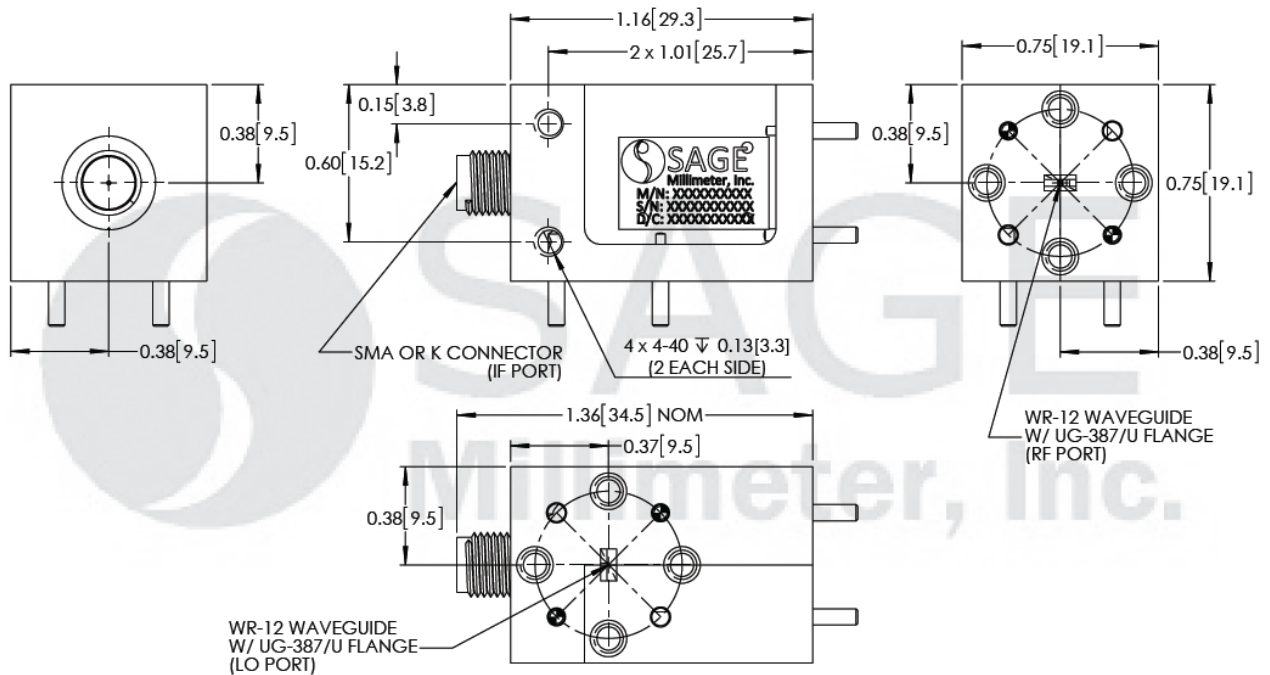 1.16[29.3]
2 x 1.01[25.7]
0.75[19.1]
0.15[3.8]
0.38[9.5]
0.60[15.2]
0.38[9.5]
0.75[19.1]
SAGE
Millimeter, Inc.
M/N: XXXXXXXXXX
S/N: XXXXXXXXXXX
D/C: XXXXXXXXXXX
0.38[9.5]
SMA OR K CONNECTOR
(IF PORT)
4 x 4-40 ↧ 0.13[3.3]
(2 EACH SIDE)
0.38[9.5]
1.36[34.5] NOM
0.37[9.5]
WR-12 WAVEGUIDE
W/ UG-387/U FLANGE
(RF PORT)
0.38[9.5]
WR-12 WAVEGUIDE
W/ UG-387/U FLANGE
(LO PORT)
SAGE
Millimeter, Inc.